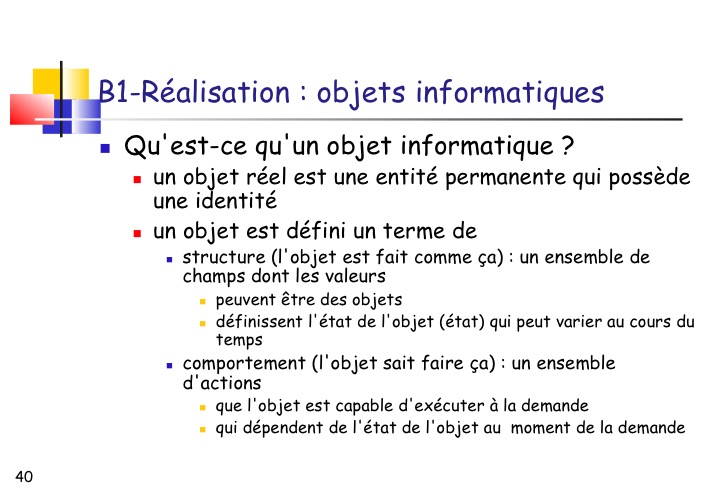 B1-Réalisation : objets informatiques
Qu'est-ce qu'un objet informatique ?
un objet réel est une entité permanente qui possède
une identité
un objet est défini un terme de
structure (l'objet est fait comme ça) : un ensemble de
champs dont les valeurs
peuvent être des objets
définissent l'état de l'objet (état) qui peut varier au cours du
temps
comportement (l'objet sait faire ça) : un ensemble
d'actions
que l'objet est capable d'exécuter à la demande
qui dépendent de l'état de l'objet au  moment de la demande
40